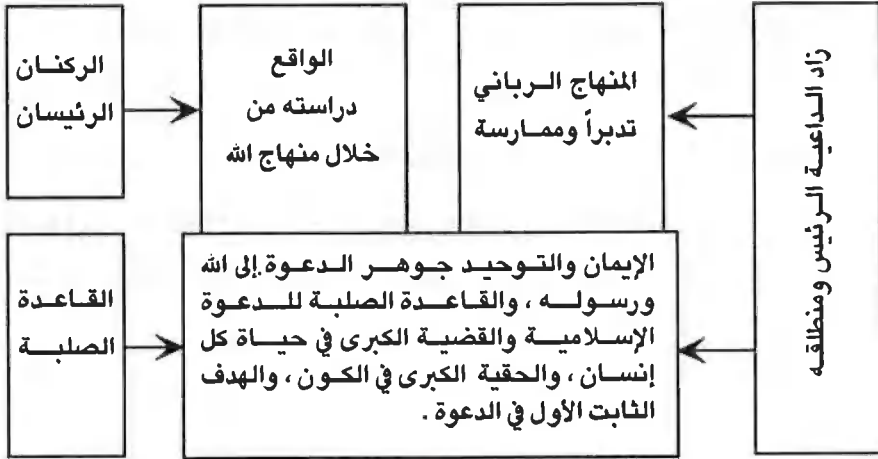 زاد الداعية الرئيس ومنطلقه
المنهاج الرباني
تدبراً وممارسة
الواقع
دراسته من
خلال منهاج الله
الركنان
الرئيسان
الإيمان والتوحيد جوهر الدعوة إلى الله
ورسوله ، والقاعدة الصلبة للدعوة
الإسلامية والقضية الكبرى في حياة كل
إنسان ، والحقية الكبرى في الكون ، والهدف
الثابت الأول في الدعوة .
القاعدة
الصلبة